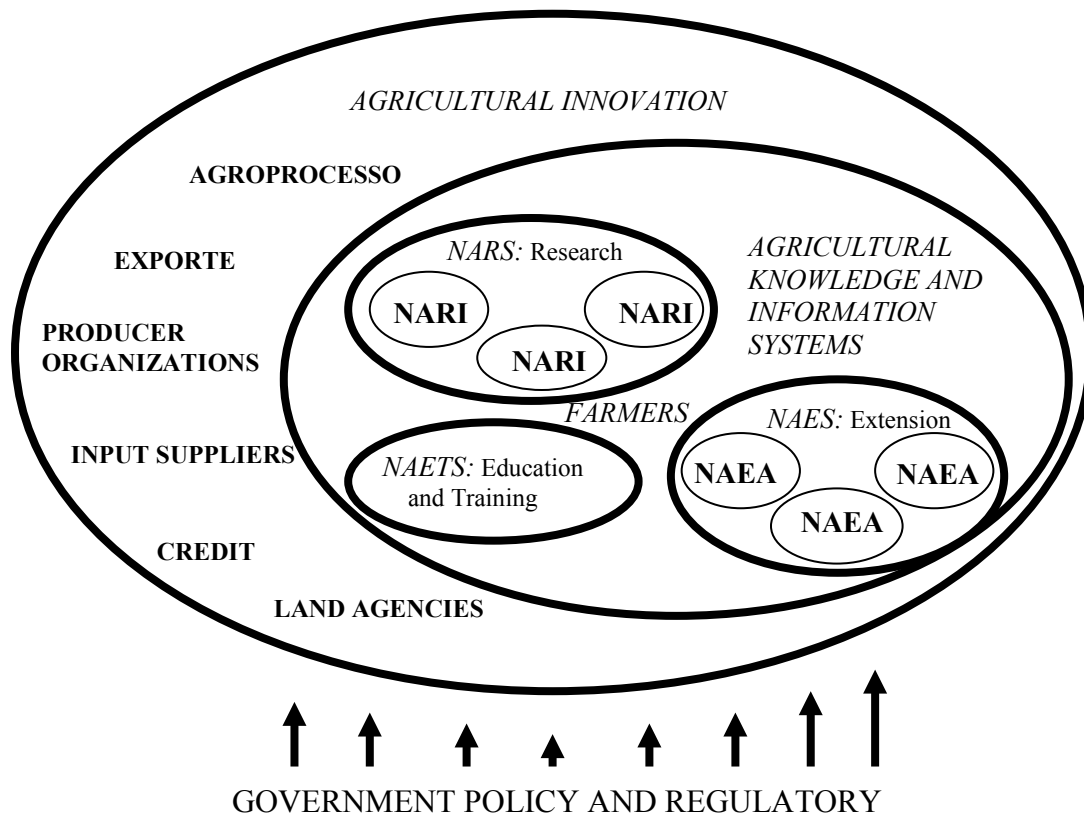 AGRICULTURAL INNOVATION
AGROPROCESSO
EXPORTE
PRODUCER
ORGANIZATIONS
INPUT SUPPLIERS
CREDIT
LAND AGENCIES
NARS: Research
NARI
NARI
NARI
AGRICULTURAL
KNOWLEDGE AND
INFORMATION
SYSTEMS
FARMERS
NAETS: Education
and Training
NAES: Extension
NAEA
NAEA
NAEA
GOVERNMENT POLICY AND REGULATORY